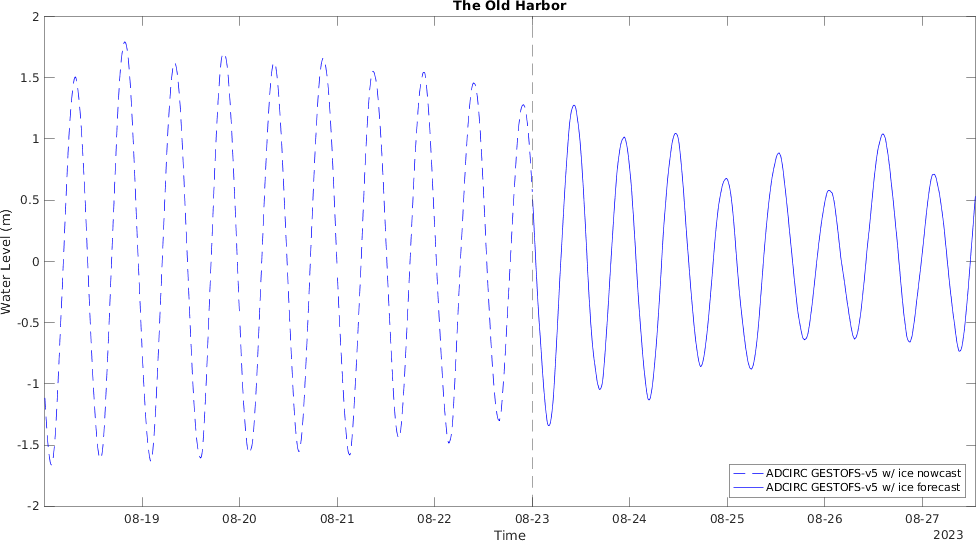 The Old Harbor
2
1.5
1
0.5
0
-0.5
-1
-1.5
-2
Water Level (m)
08-19 08-20 08-21 08-22 08-23 08-24 08-25 08-26 08-27
Time
2023
ADCIRC GESTOFS-v5 w/ ice nowcast
ADCIRC GESTOFS-v5 w/ ice forecast